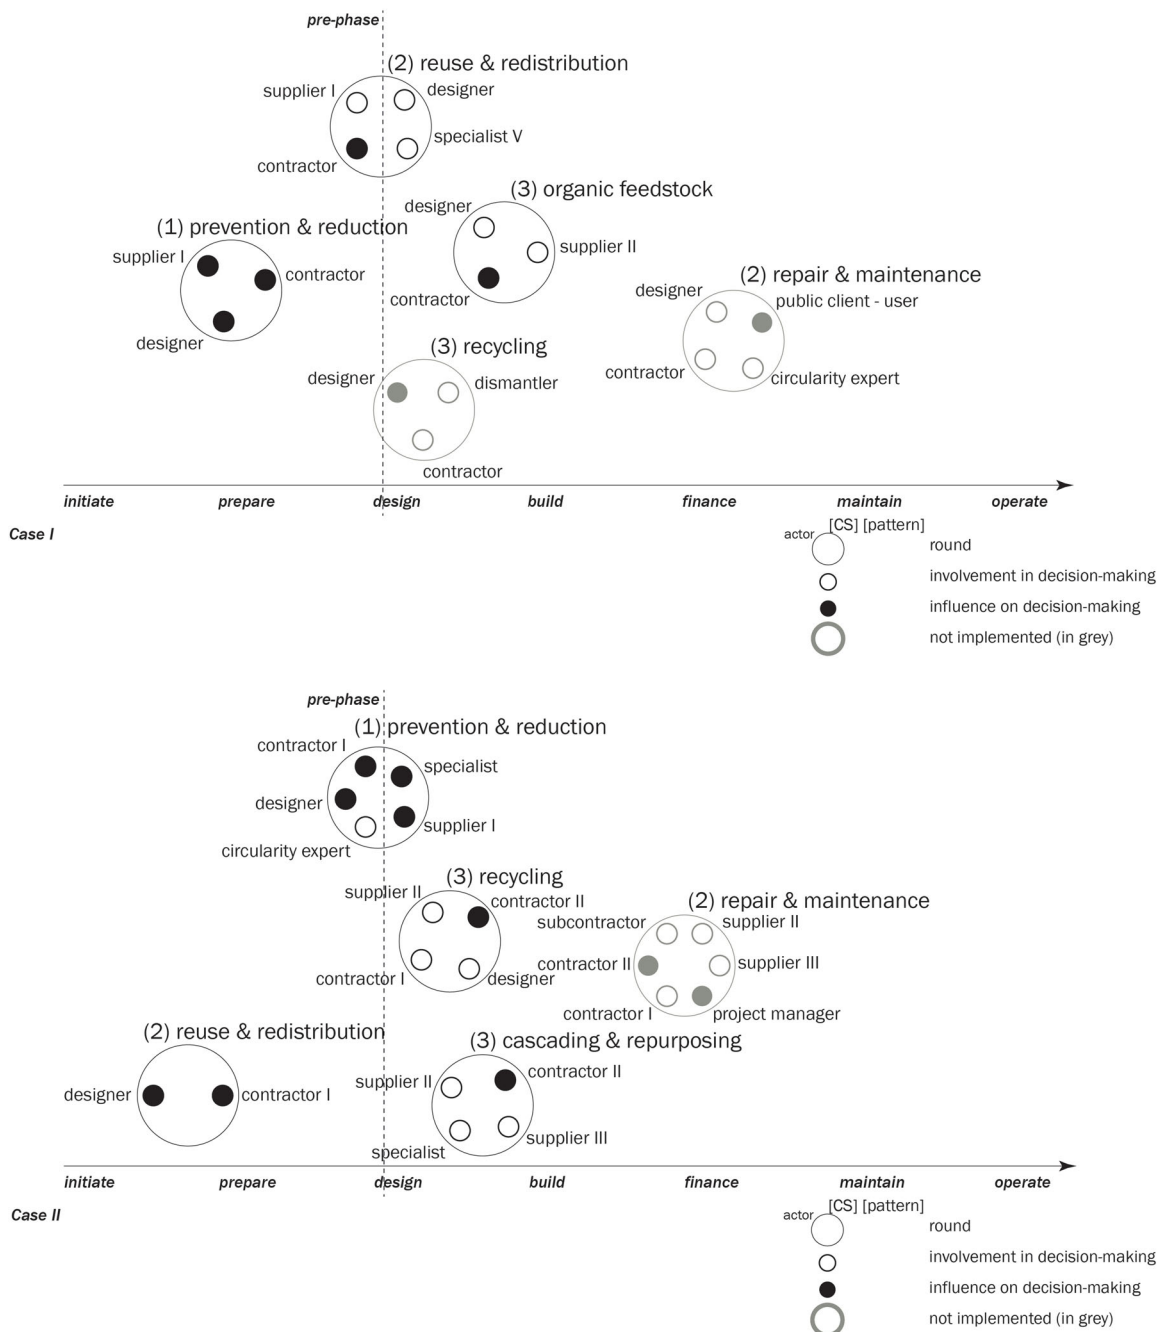 pre-phase
(2) reuse & redistribution
supplier I
designer
specialist V
contractor
(3) organic feedstock
designer
supplier II
contractor
(1) prevention & reduction
supplier I
contractor
designer
(2) repair & maintenance
designer
public client - user
contractor
circularity expert
(3) recycling
designer
dismantler
contractor
initiate prepare design build finance maintain operate
Case I
actor [CS] [pattern]
round
involvement in decision-making
influence on decision-making
not implemented (in grey)
pre-phase
(1) prevention & reduction
contractor I
specialist
designer
supplier I
circularity expert
(3) recycling
supplier II
contractor II
contractor I
designer
(2) repair & maintenance
subcontractor
supplier II
contractor II
supplier III
contractor I
project manager
(2) reuse & redistribution
designer
contractor I
(3) cascading & repurposing
supplier II
contractor II
specialist
supplier III
initiate prepare design build finance maintain operate
Case II
actor [CS] [pattern]
round
involvement in decision-making
influence on decision-making
not implemented (in grey)